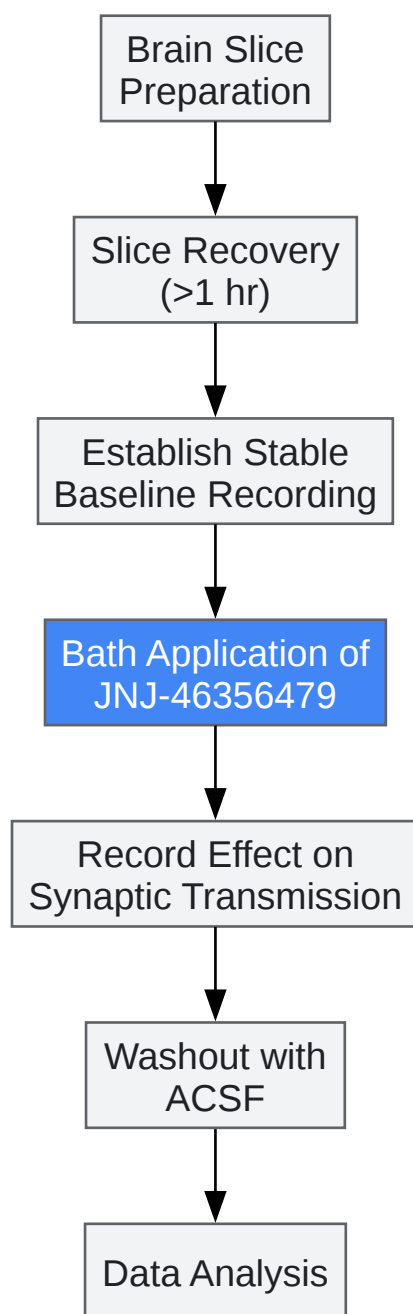 Brain Slice
Preparation
Slice Recovery
(>1 hr)
Establish Stable
Baseline Recording
Bath Application of
JNJ-46356479
Record Effect on
Synaptic Transmission
Washout with
ACSF
Data Analysis